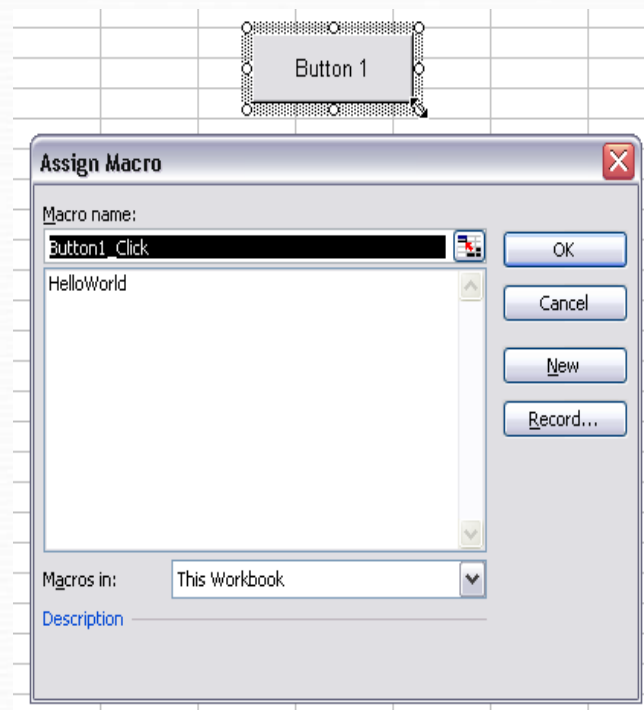 Button 1
Assign Macro
Macro name:
Button1_Click
OK
HelloWorld
Cancel
New
Record...
Macros in:
This Workbook
Description